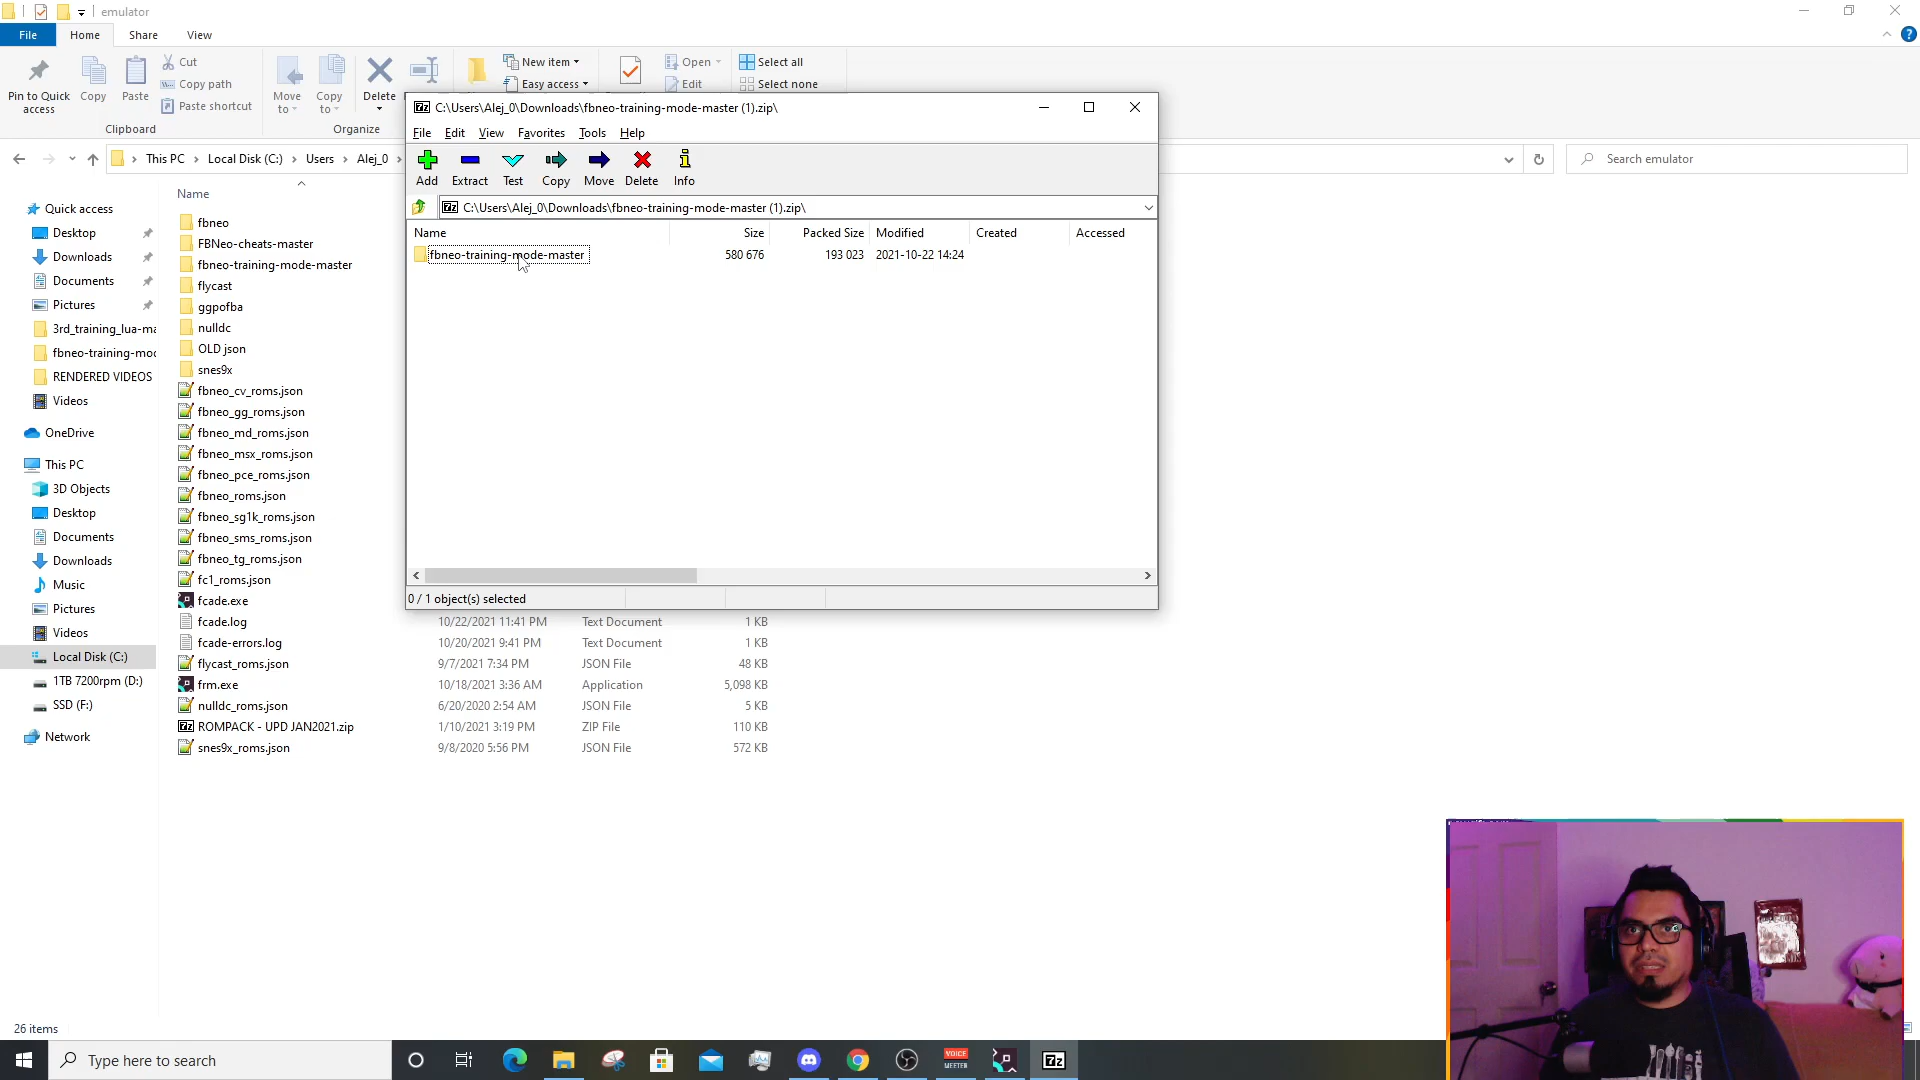 emulator
File
Home
Share
View
Pin to Quick access
Copy
Paste
Cut
Copy path
Paste shortcut
Clipboard
Move to
Copy to
Delete
Organize
New item
Easy access
Open
Edit
Select all
Select none
This PC > Local Disk (C:) > Users > Alej_0 >
Search emulator
Quick access
Desktop
Downloads
Documents
Pictures
3rd_training_lua-ma
fbneo-training-mod
RENDERED VIDEOS
Videos
OneDrive
This PC
3D Objects
Desktop
Documents
Downloads
Music
Pictures
Videos
Local Disk (C:)
1TB 7200rpm (D:)
SSD (F:)
Network
Name
fbneo
FBNeo-cheats-master
fbneo-training-mode-master
flycast
ggpofba
nulldc
OLD json
snes9x
fbneo_cv_roms.json
fbneo_gg_roms.json
fbneo_md_roms.json
fbneo_msx_roms.json
fbneo_pce_roms.json
fbneo_roms.json
fbneo_sg1k_roms.json
fbneo_sms_roms.json
fbneo_tg_roms.json
fc1_roms.json
fcade.exe
fcade.log 10/22/2021 11:41 PM Text Document 1 KB
fcade-errors.log 10/20/2021 9:41 PM Text Document 1 KB
flycast_roms.json 9/7/2021 7:34 PM JSON File 48 KB
frm.exe 10/18/2021 3:36 AM Application 5,098 KB
nulldc_roms.json 6/20/2020 2:54 AM JSON File 5 KB
ROMPACK - UPD JAN2021.zip 1/10/2021 3:19 PM ZIP File 110 KB
snes9x_roms.json 9/8/2020 5:56 PM JSON File 572 KB
C:\Users\Alej_0\Downloads\fbneo-training-mode-master (1).zip\
File Edit View Favorites Tools Help
Add Extract Test Copy Move Delete Info
C:\Users\Alej_0\Downloads\fbneo-training-mode-master (1).zip\
Name Size Packed Size Modified Created Accessed
fbneo-training-mode-master 580 676 193 023 2021-10-22 14:24
0 / 1 object(s) selected
26 items
Type here to search
VOICE
MEETER
7z